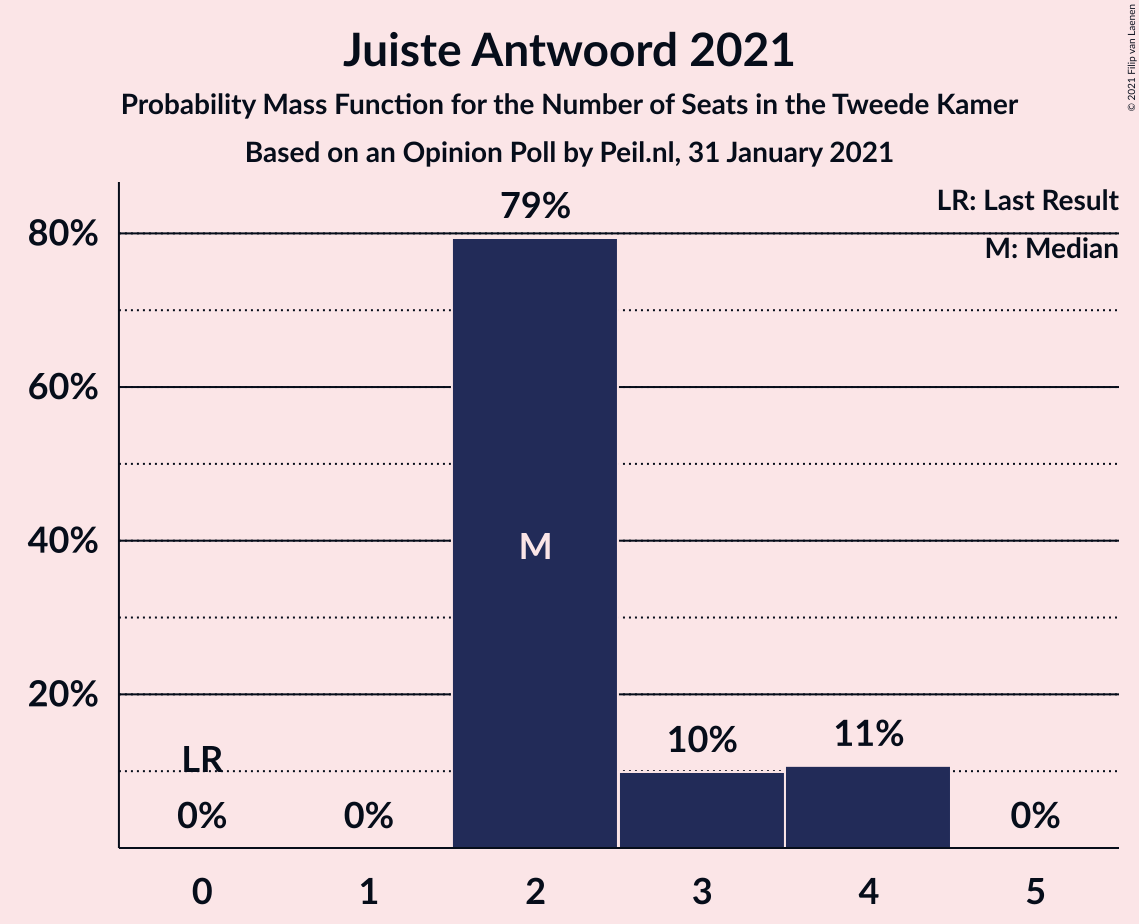 Juiste Antwoord 2021
Probability Mass Function for the Number of Seats in the Tweede Kamer
Based on an Opinion Poll by Peil.nl, 31 January 2021
© 2021 Filip van Laenen
LR: Last Result
M: Median
80%
60%
40%
20%
79%
M
LR
0%
0%
10%
11%
0%
0
1
2
3
4
5